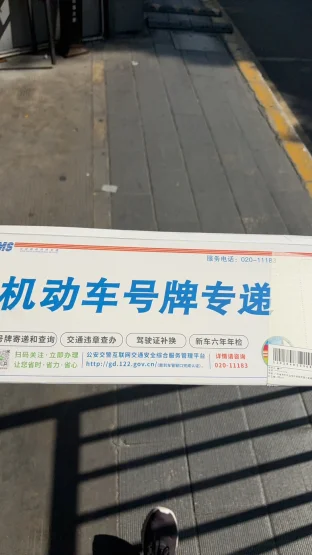 MS
服务电话：020-1118
机动车号牌专递
号牌寄递和查询 交通违章查办 驾驶证补换 新车六年年检
扫码关注·立即办理
让您省时·省力·省心
公安交管互联网交通安全综合服务管理平台
http://gd.122.gov.cn/
详情请咨询
020-11183